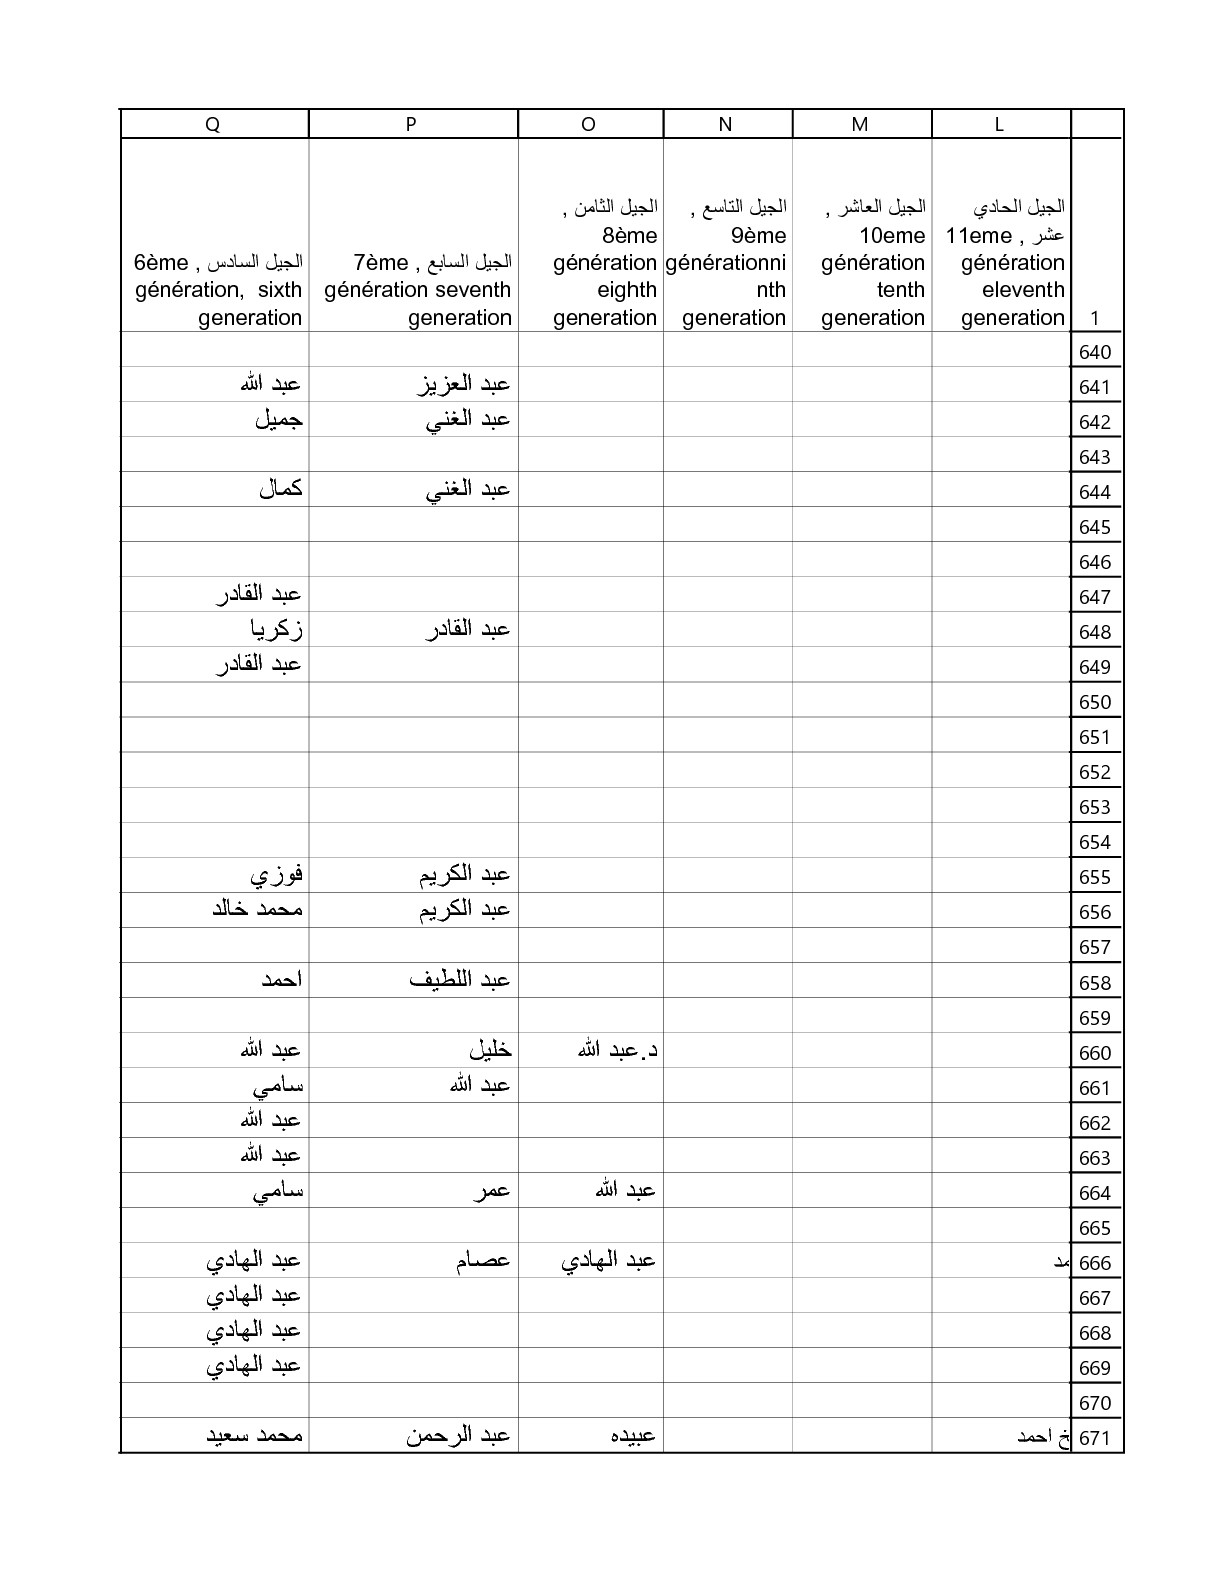 L M N O P Q
1 الجيل الحادي عشر , 11eme génération eleventh generation الجيل العاشر , 10eme génération tenth generation الجيل التاسع , 9ème générationni nth generation الجيل الثامن , 8ème génération eighth generation الجيل السابع , 7ème génération seventh generation الجيل السادس , 6ème génération, sixth generation
640
641 عبد العزيز عبد الله
642 عبد الغني جميل
643
644 عبد الغني كمال
645
646
647 عبد القادر
648 عبد القادر زكريا
649 عبد القادر
650
651
652
653
654
655 عبد الكريم فوزي
656 عبد الكريم محمد خالد
657
658 عبد اللطيف احمد
659
660 د.عبد الله خليل عبد الله
661 عبد الله سامي
662 عبد الله
663 عبد الله
664 عبد الله عمر سامي
665
666 مد عبد الهادي عصام عبد الهادي
667 عبد الهادي
668 عبد الهادي
669 عبد الهادي
670
671 خ احمد عبيده عبد الرحمن محمد سعيد